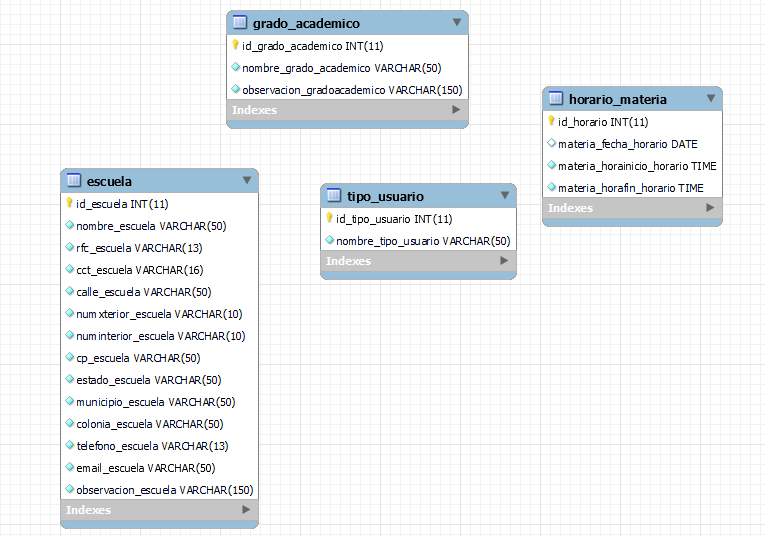 grado_academico
id_grado_academico INT(11)
nombre_grado_academico VARCHAR(50)
observacion_gradoacademico VARCHAR(150)
Indexes
horario_materia
id_horario INT(11)
materia_fecha_horario DATE
materia_horainicio_horario TIME
materia_horafin_horario TIME
Indexes
escuela
id_escuela INT(11)
nombre_escuela VARCHAR(50)
rfc_escuela VARCHAR(13)
cct_escuela VARCHAR(16)
calle_escuela VARCHAR(50)
numxterior_escuela VARCHAR(10)
numinterior_escuela VARCHAR(10)
cp_escuela VARCHAR(50)
estado_escuela VARCHAR(50)
municipio_escuela VARCHAR(50)
colonia_escuela VARCHAR(50)
telefono_escuela VARCHAR(13)
email_escuela VARCHAR(50)
observacion_escuela VARCHAR(150)
Indexes
tipo_usuario
id_tipo_usuario INT(11)
nombre_tipo_usuario VARCHAR(50)
Indexes